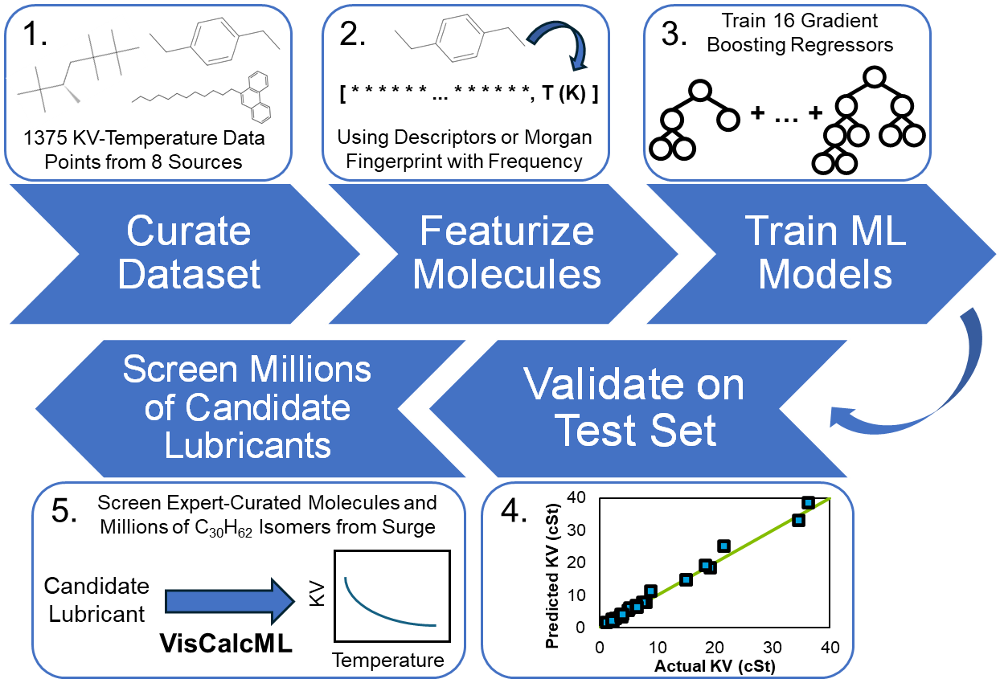 1.
1375 KV-Temperature Data
Points from 8 Sources
2.
[ * * * * * * ... * * * * * *, T (K) ]
Using Descriptors or Morgan
Fingerprint with Frequency
3.
Train 16 Gradient
Boosting Regressors
+ ... +
Curate
Dataset
Featurize
Molecules
Train ML
Models
Validate on
Test Set
Screen Millions
of Candidate
Lubricants
4.
Predicted KV (cSt)
40
30
20
10
0
0
10
20
30
40
Actual KV (cSt)
5.
Screen Expert-Curated Molecules and
Millions of C₃₀H₆₂ Isomers from Surge
Candidate
Lubricant
VisCalcML
KV
Temperature